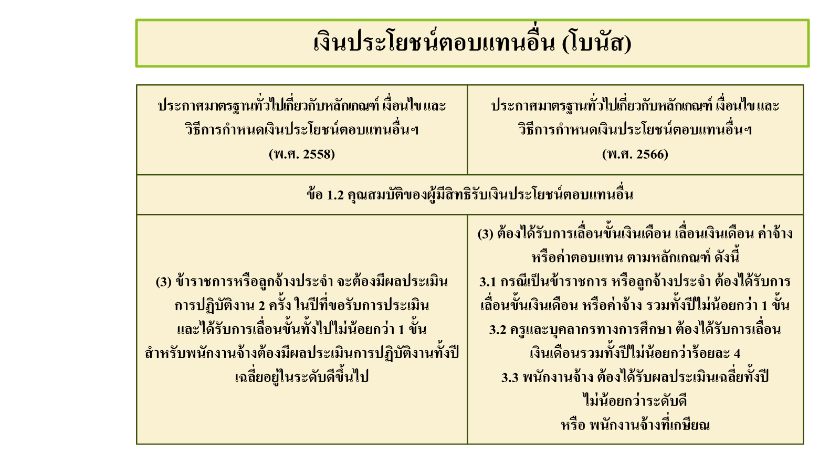 เงินประโยชน์ตอบแทนอื่น (โบนัส)
ประกาศมาตรฐานทั่วไปเกี่ยวกับหลักเกณฑ์ เงื่อนไข และ
วิธีการกำหนดเงินประโยชน์ตอบแทนอื่นฯ
(พ.ศ. 2558)
ประกาศมาตรฐานทั่วไปเกี่ยวกับหลักเกณฑ์ เงื่อนไข และ
วิธีการกำหนดเงินประโยชน์ตอบแทนอื่นฯ
(พ.ศ. 2566)
ข้อ 1.2 คุณสมบัติของผู้มีสิทธิรับเงินประโยชน์ตอบแทนอื่น
(3) ข้าราชการหรือลูกจ้างประจำ จะต้องมีผลประเมิน
การปฏิบัติงาน 2 ครั้ง ในปีที่ขอรับการประเมิน
และได้รับการเลื่อนขั้นทั้งไปไม่น้อยกว่า 1 ขั้น
สำหรับพนักงานจ้างต้องมีผลประเมินการปฏิบัติงานทั้งปี
เฉลี่ยอยู่ในระดับดีขึ้นไป
(3) ต้องได้รับการเลื่อนขั้นเงินเดือน เลื่อนเงินเดือน ค่าจ้าง
หรือค่าตอบแทน ตามหลักเกณฑ์ ดังนี้
3.1 กรณีเป็นข้าราชการ หรือลูกจ้างประจำ ต้องได้รับการ
เลื่อนขั้นเงินเดือน หรือค่าจ้าง รวมทั้งปีไม่น้อยกว่า 1 ขั้น
3.2 ครูและบุคลากรทางการศึกษา ต้องได้รับการเลื่อน
เงินเดือนรวมทั้งปีไม่น้อยกว่าร้อยละ 4
3.3 พนักงานจ้าง ต้องได้รับผลประเมินเฉลี่ยทั้งปี
ไม่น้อยกว่าระดับดี
หรือ พนักงานจ้างที่เกษียณ